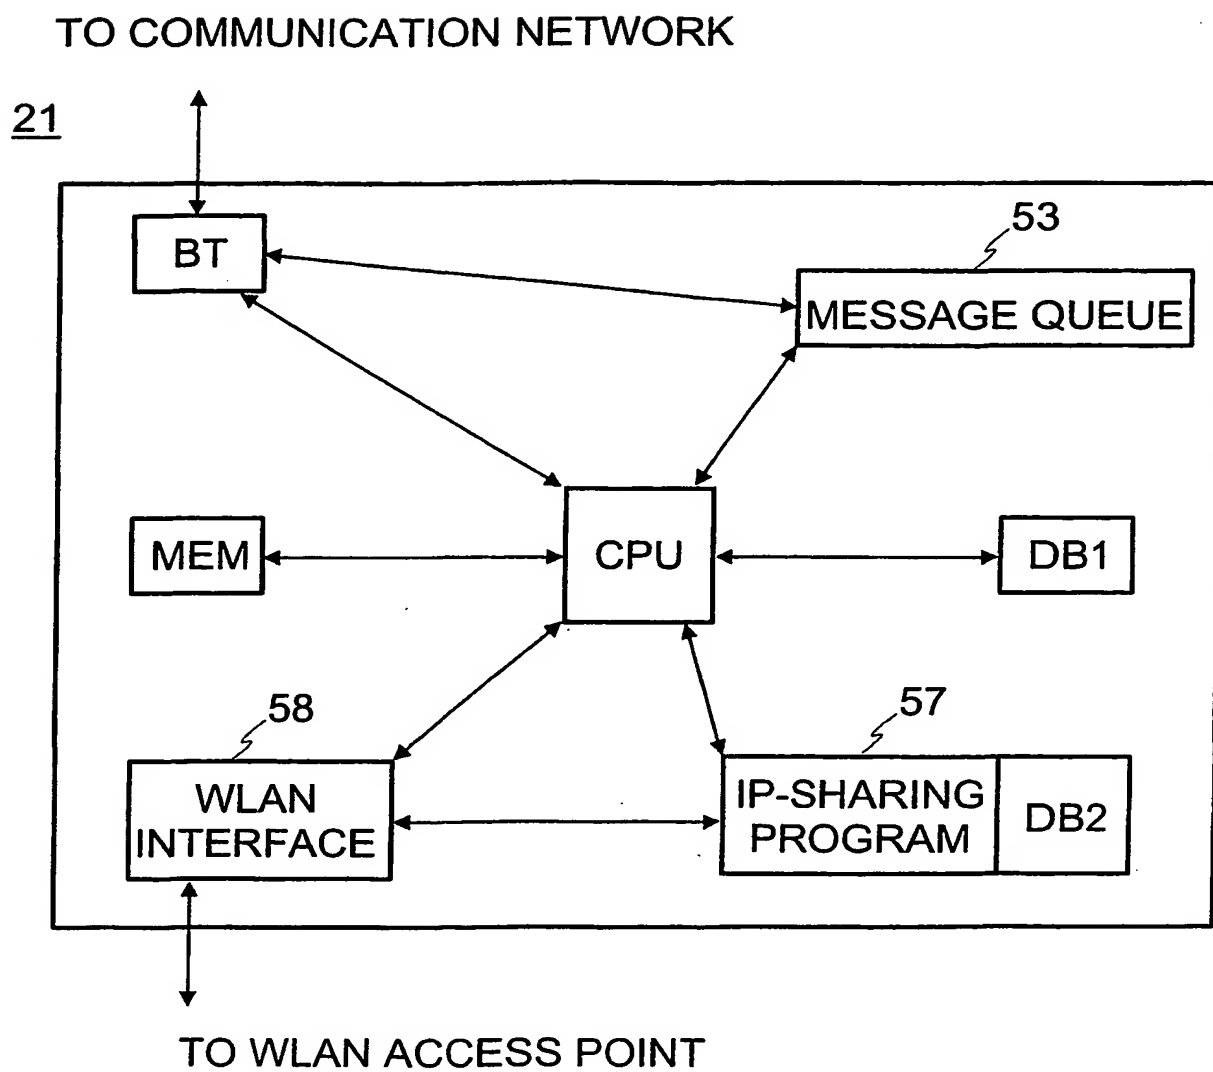 TO COMMUNICATION NETWORK
21
BT
53
MESSAGE QUEUE
MEM
CPU
DB1
58
57
WLAN
INTERFACE
IP-SHARING
PROGRAM
DB2
TO WLAN ACCESS POINT